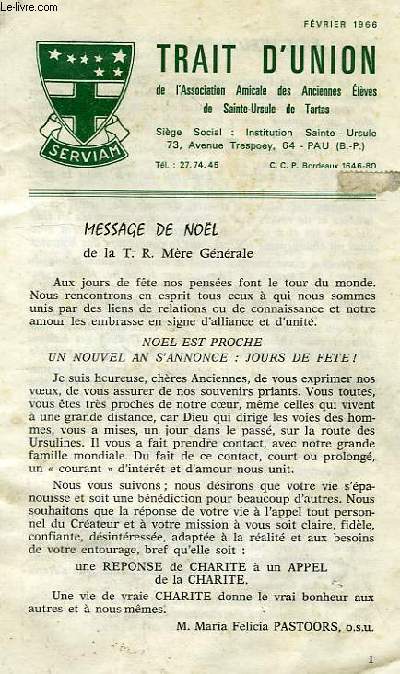 Le-livre.com
FÉVRIER 1966
TRAIT D'UNION
de l'Association Amicale des Anciennes Élèves
de Sainte-Ursule de Tartas
SERVIAM
Siège Social : Institution Sainte Ursule
73, Avenue Trespoey, 64 - PAU (B.-P.)
Tél. : 27.74.45 C.C.P. Bordeaux 1646-80
MESSAGE DE NOËL
de la T. R. Mère Générale
Aux jours de fête nos pensées font le tour du monde.
Nous rencontrons en esprit tous ceux à qui nous sommes
unis par des liens de relations ou de connaissance et notre
amour les embrasse en signe d'alliance et d'unité.
NOEL EST PROCHE
UN NOUVEL AN S'ANNONCE : JOURS DE FETE !
Je suis heureuse, chères Anciennes, de vous exprimer nos
vœux, de vous assurer de nos souvenirs priants. Vous toutes,
vous êtes très proches de notre cœur, même celles qui vivent
à une grande distance, car Dieu qui dirige les voies des hom-
mes, vous a mises, un jour dans le passé, sur la route des
Ursulines. Il vous a fait prendre contact, avec notre grande
famille mondiale. Du fait de ce contact, court ou prolongé,
un « courant » d'intérêt et d'amour nous unit.
Nous vous suivons ; nous désirons que votre vie s'épa-
nousse et soit une bénédiction pour beaucoup d'autres. Nous
souhaitons que la réponse de votre vie à l'appel tout person-
nel du Créateur et à votre mission à vous soit claire, fidèle,
confiante, désintéressée, adaptée à la réalité et aux besoins
de votre entourage, bref qu'elle soit :
une REPONSE de CHARITE à un APPEL
de la CHARITE.
Une vie de vraie CHARITE donne le vrai bonheur aux
autres et à nous-mêmes.
M. Maria Felicia PASTOORS, o.s.u.
1